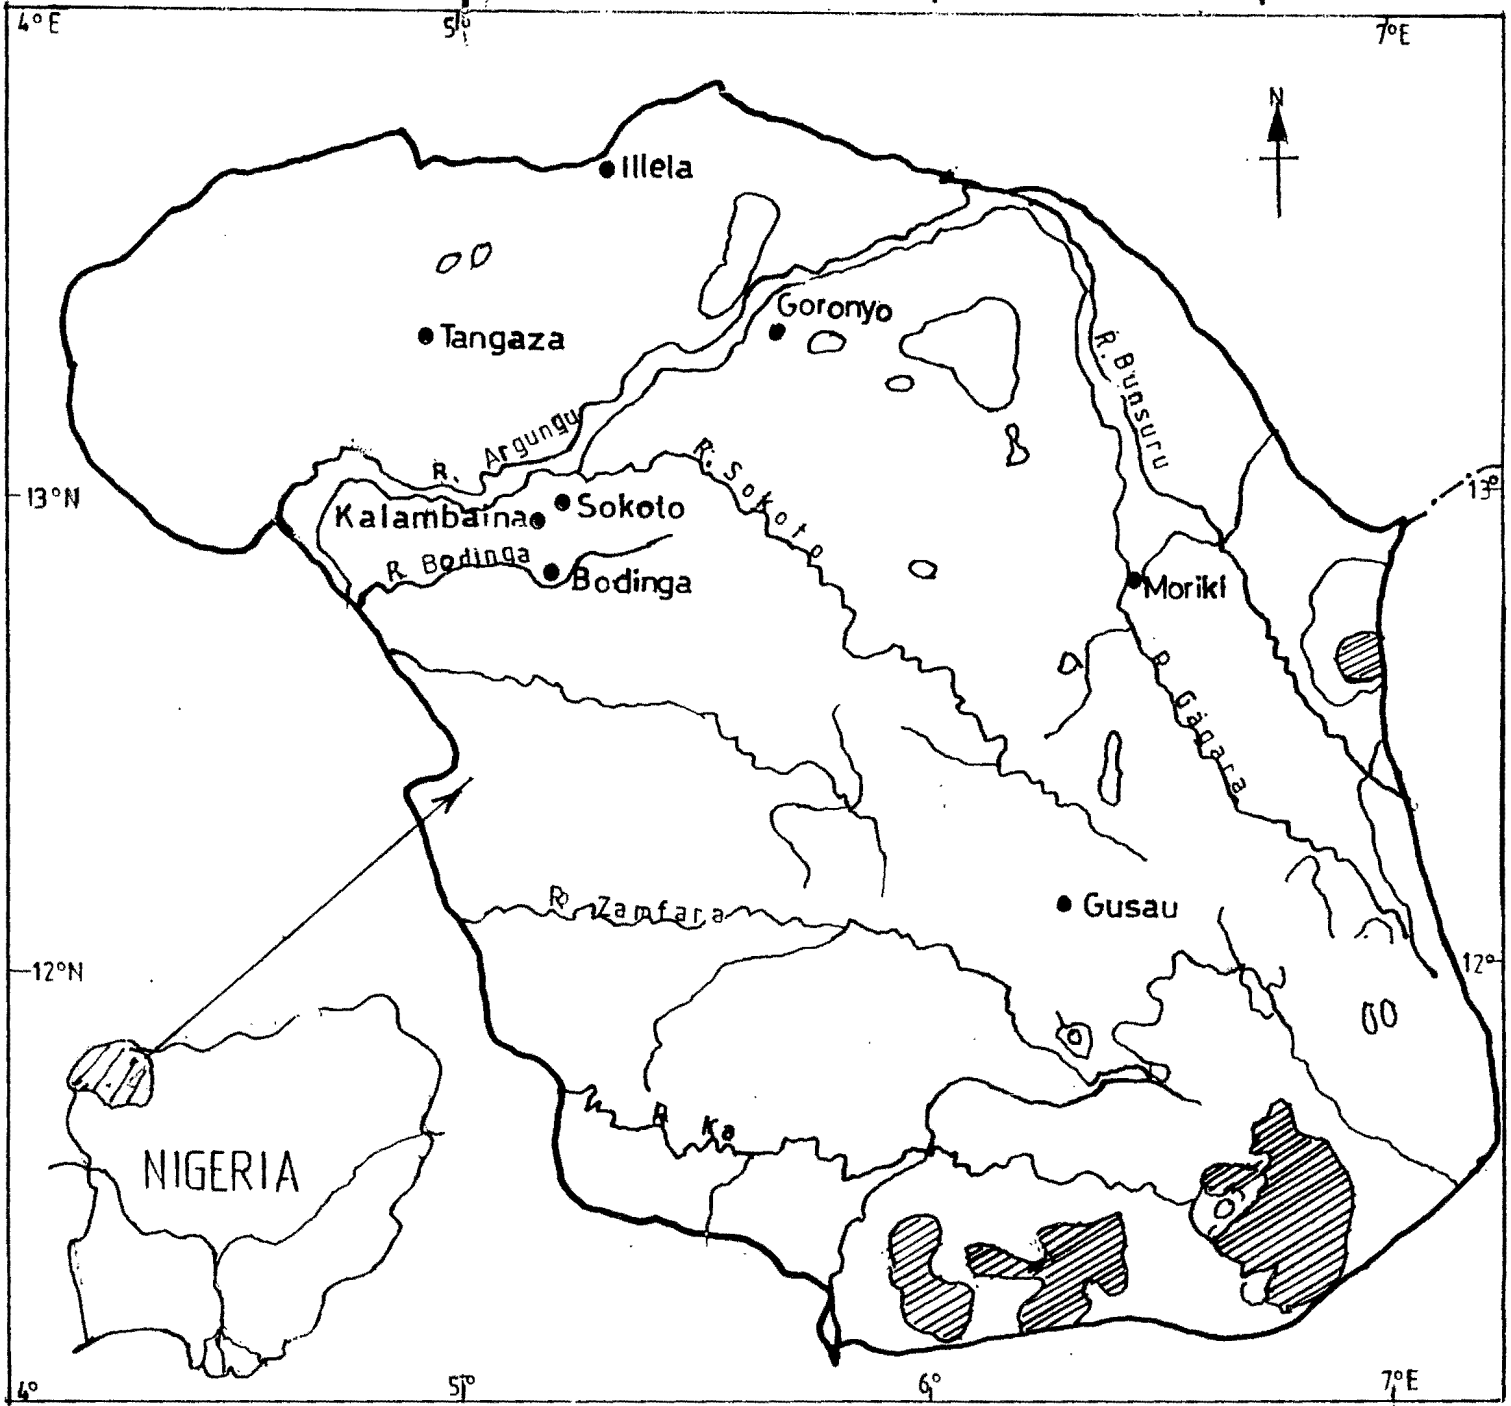 4°E
5°
7°E
N
Illela
Goronyo
Tangaza
R. Bunsuru
R. Argungu
R. Sokoto
13°N
13°
Sokoto
Kalambaina
R Bodinga
Bodinga
Moriki
R Gagara
R Zamfara
Gusau
12°N
12°
R Ka
NIGERIA
4°
5°
6°
7°E